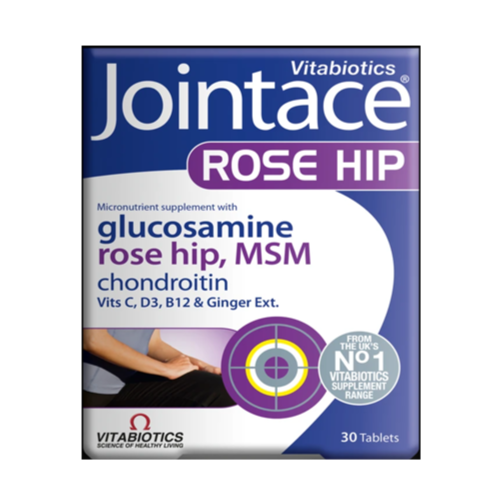 Vitabiotics
Jointace®
ROSE HIP
Micronutrient supplement with
glucosamine
rose hip, MSM
chondroitin
Vits C, D3, B12 & Ginger Ext.
FROM
THE UK'S
Nº1
VITABIOTICS
SUPPLEMENT
RANGE
VITABIOTICS
SCIENCE OF HEALTHY LIVING
30 Tablets